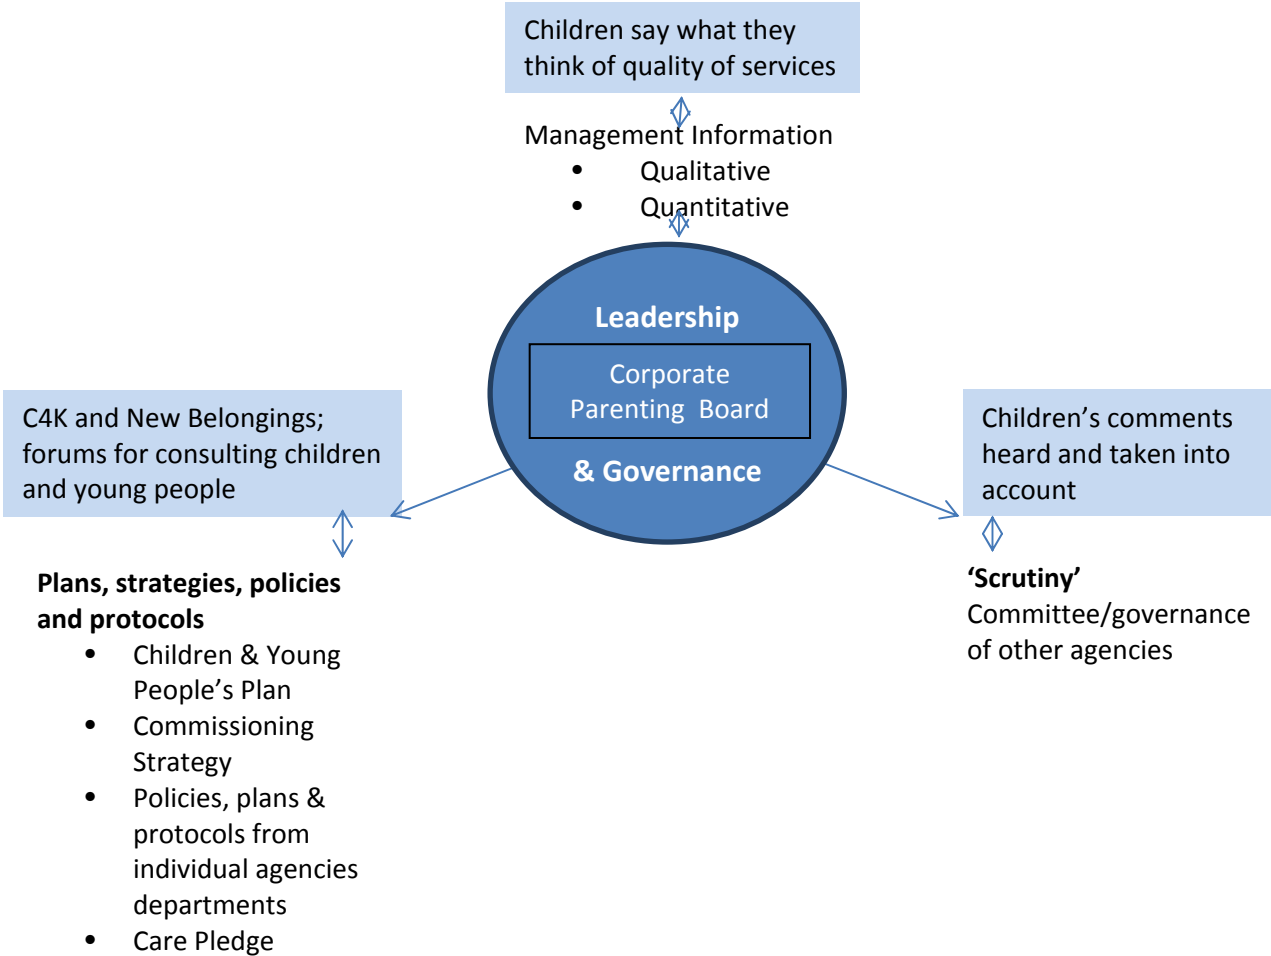 Children say what they
think of quality of services
Management Information
• Qualitative
• Quantitative
Leadership
Corporate
Parenting Board
& Governance
C4K and New Belongings;
forums for consulting children
and young people
Children’s comments
heard and taken into
account
Plans, strategies, policies
and protocols
• Children & Young
People’s Plan
• Commissioning
Strategy
• Policies, plans &
protocols from
individual agencies
departments
• Care Pledge
‘Scrutiny’
Committee/governance
of other agencies